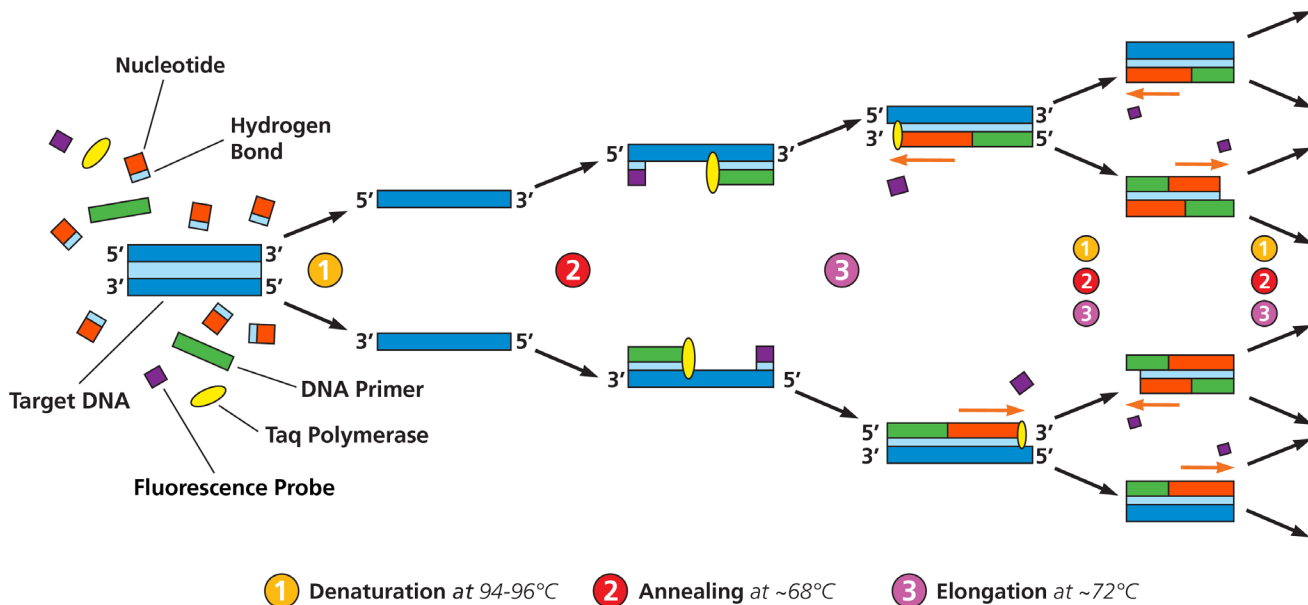 Nucleotide
Hydrogen
Bond
5’ 3’
3’ 5’
Target DNA
DNA Primer
Taq Polymerase
Fluorescence Probe
1
5’ 3’
3’ 5’
2
5’ 3’
3’ 5’
3
5’ 3’
3’ 5’
5’ 3’
3’ 5’
1
2
3
1
2
3
1 Denaturation at 94-96°C
2 Annealing at ~68°C
3 Elongation at ~72°C